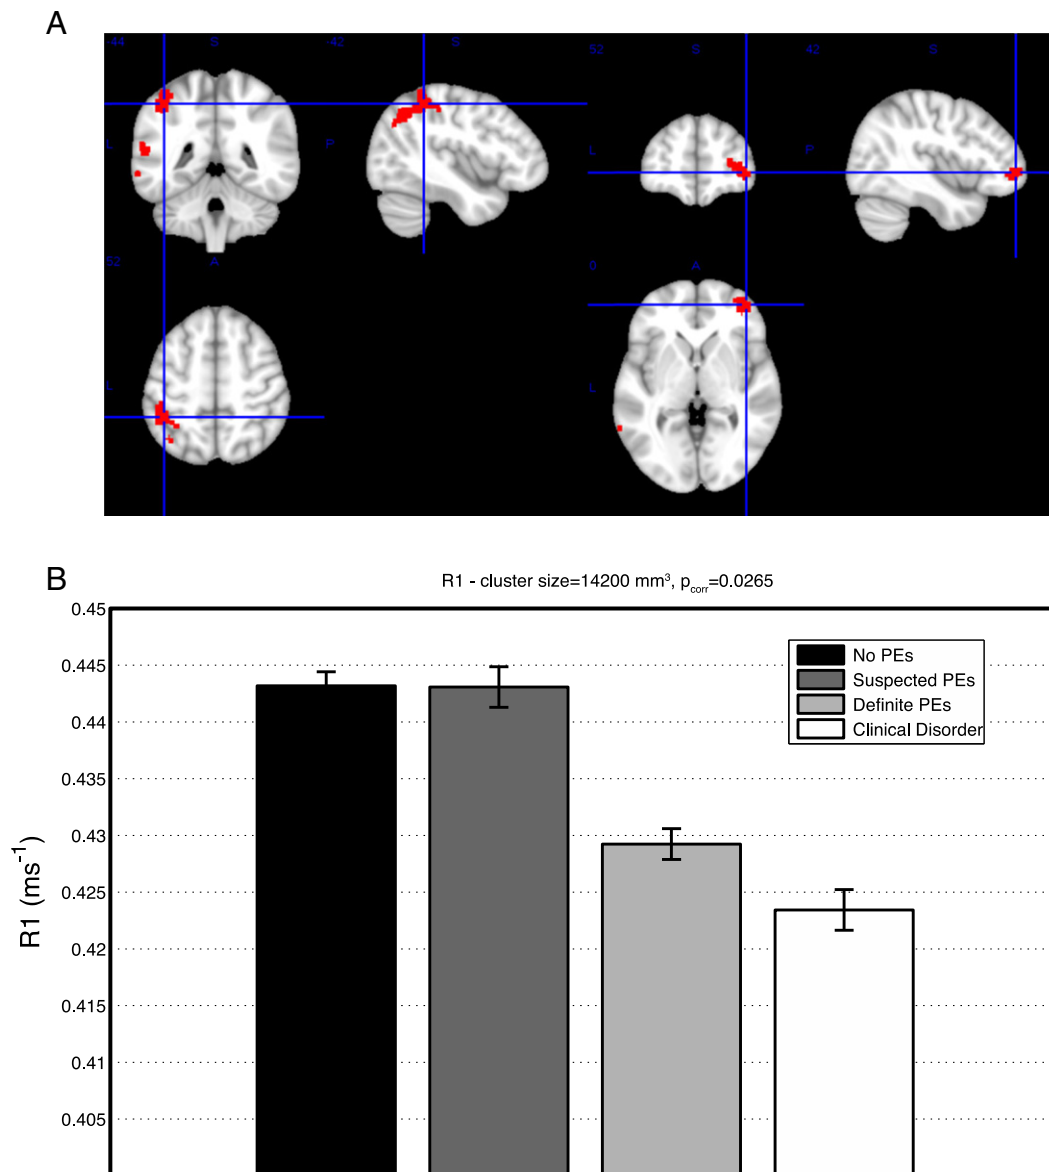 A
-44 S -42 S 52 S 42 S
L P L P
52 A 0 A
L L
B
R1 - cluster size=14200 mm³, p_corr=0.0265
0.45
0.445
0.44
0.435
0.43
0.425
0.42
0.415
0.41
0.405
R1 (ms⁻¹)
No PEs
Suspected PEs
Definite PEs
Clinical Disorder